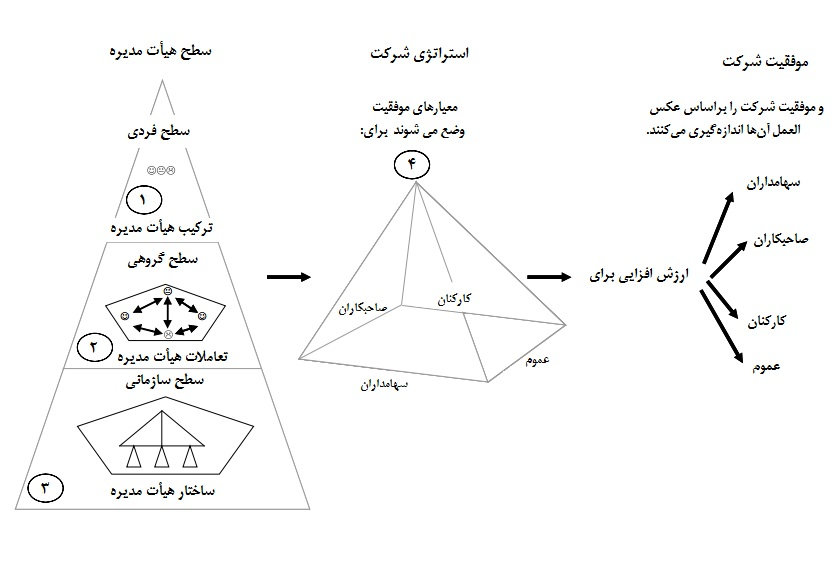 سطح هیأت مدیره
سطح فردی
۱
ترکیب هیأت مدیره
سطح گروهی
۲
تعاملات هیأت مدیره
سطح سازمانی
۳
ساختار هیأت مدیره
استراتژی شرکت
معیارهای موفقیت
وضع می شوند برای:
۴
صاحبکاران
کارکنان
سهامداران
عموم
موفقیت شرکت
و موفقیت شرکت را براساس عکس
العمل آن‌ها اندازه‌گیری می‌کنند.
ارزش افزایی برای
سهامداران
صاحبکاران
کارکنان
عموم